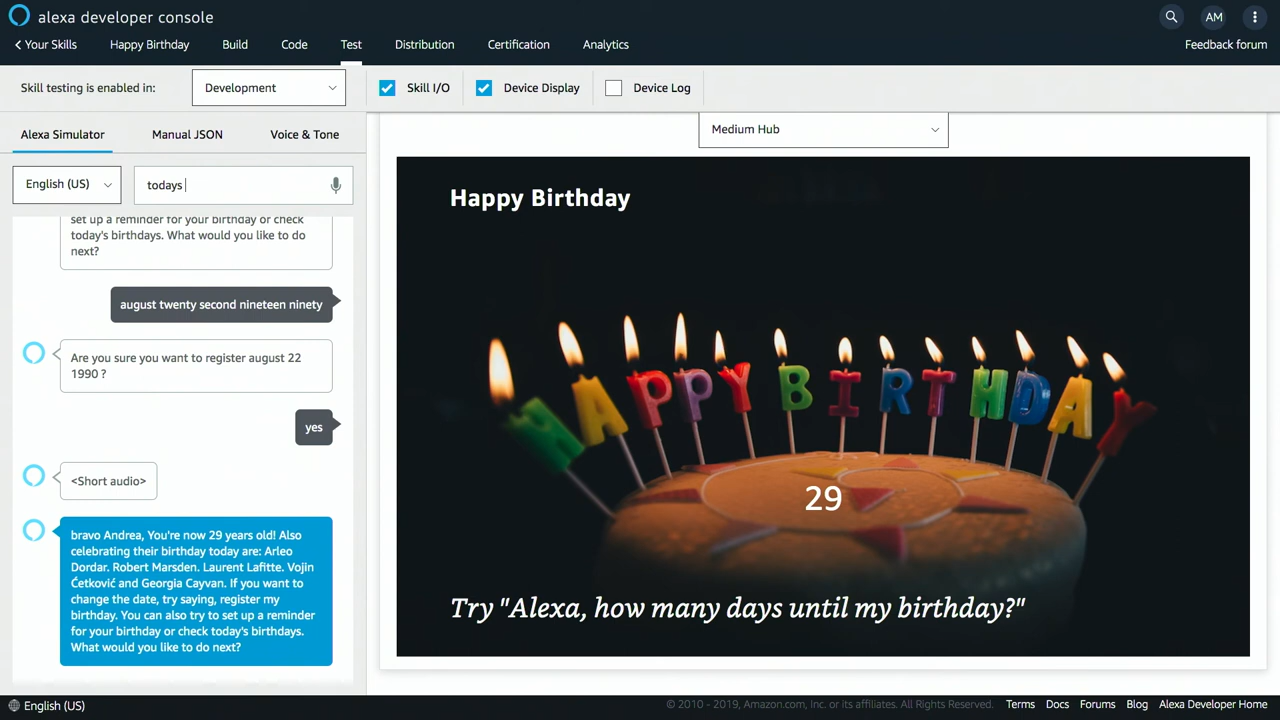 alexa developer console
AM
Your Skills
Happy Birthday
Build
Code
Test
Distribution
Certification
Analytics
Feedback forum
Skill testing is enabled in:
Development
Skill I/O
Device Display
Device Log
Alexa Simulator
Manual JSON
Voice & Tone
Medium Hub
English (US)
todays
set up a reminder for your birthday or check
today's birthdays. What would you like to do
next?
august twenty second nineteen ninety
Are you sure you want to register august 22
1990 ?
yes
<Short audio>
bravo Andrea, You're now 29 years old! Also
celebrating their birthday today are: Arleo
Dordar. Robert Marsden. Laurent Lafitte. Vojin
Ćetković and Georgia Cayvan. If you want to
change the date, try saying, register my
birthday. You can also try to set up a reminder
for your birthday or check today's birthdays.
What would you like to do next?
Happy Birthday
HAPPY BIRTHDAY
29
Try "Alexa, how many days until my birthday?"
English (US)
© 2010 - 2019, Amazon.com, Inc. or its affiliates. All Rights Reserved.
Terms
Docs
Forums
Blog
Alexa Developer Home